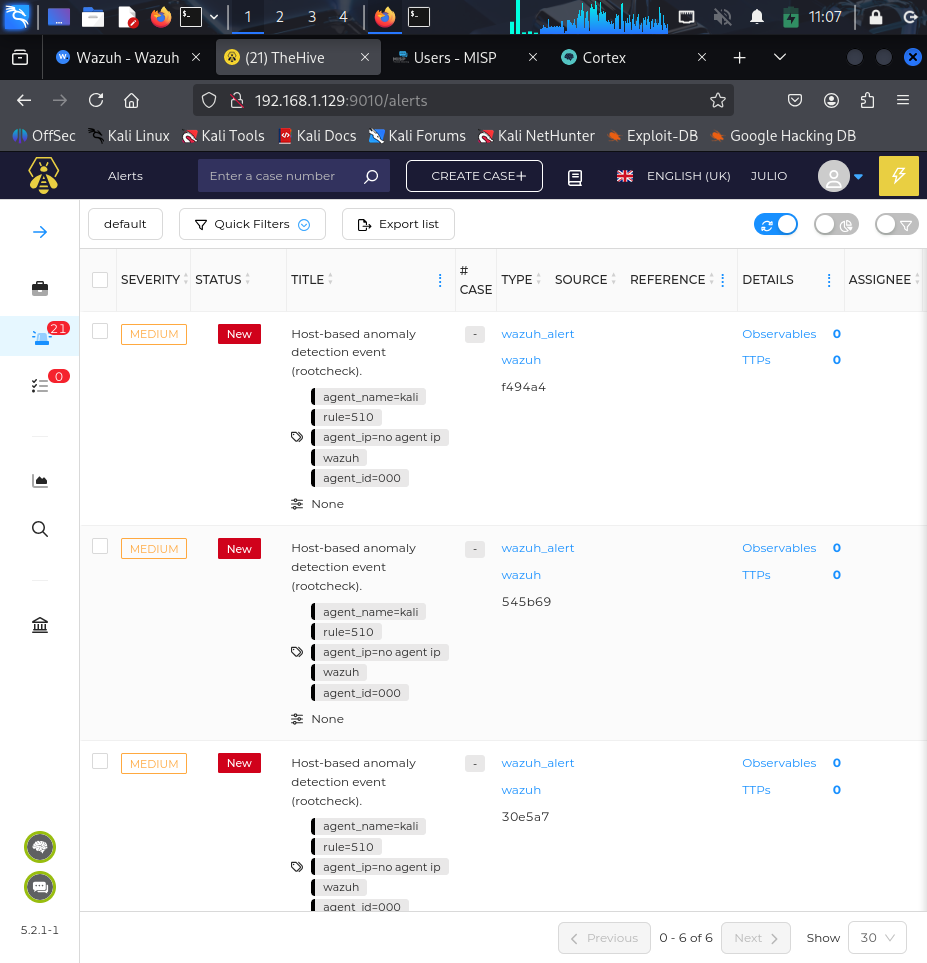 1 2 3 4 11:07
Wazuh - Wazuh (21) TheHive Users - MISP Cortex
192.168.1.129:9010/alerts
OffSec Kali Linux Kali Tools Kali Docs Kali Forums Kali NetHunter Exploit-DB Google Hacking DB
Alerts Enter a case number CREATE CASE+ ENGLISH (UK) JULIO
default Quick Filters Export list
SEVERITY STATUS TITLE # CASE TYPE SOURCE REFERENCE DETAILS ASSIGNEE
21
0
MEDIUM New Host-based anomaly - wazuh_alert Observables 0
detection event
(rootcheck). wazuh TTPs 0
agent_name=kali f494a4
rule=510
agent_ip=no agent ip
wazuh
agent_id=000
None
MEDIUM New Host-based anomaly - wazuh_alert Observables 0
detection event
(rootcheck). wazuh TTPs 0
agent_name=kali 545b69
rule=510
agent_ip=no agent ip
wazuh
agent_id=000
None
MEDIUM New Host-based anomaly - wazuh_alert Observables 0
detection event
(rootcheck). wazuh TTPs 0
agent_name=kali 30e5a7
rule=510
agent_ip=no agent ip
wazuh
agent_id=000
5.2.1-1
Previous 0 - 6 of 6 Next Show 30